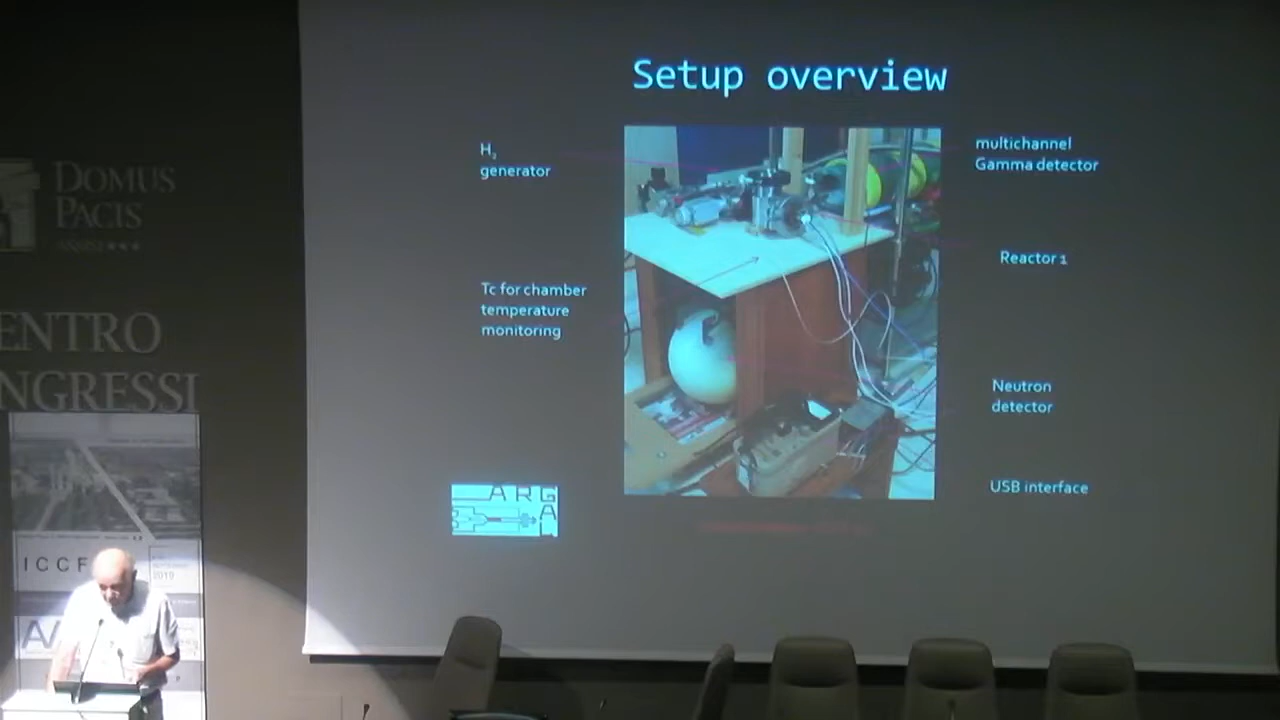 Setup overview
H₂
generator
Tc for chamber
temperature
monitoring
multichannel
Gamma detector
Reactor 1
Neutron
detector
USB interface
ARG
A
DOMUS
PACIS
ASSISI ★★★
ENTRO
NGRESSI
ICCF
2019